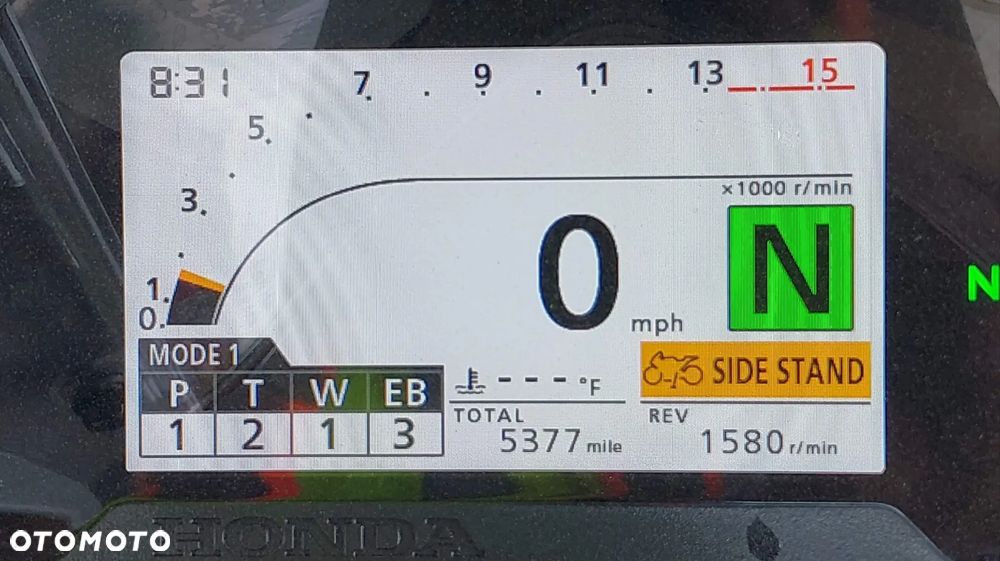 8:31
7.
9
11
13
15
5.
3.
1.
0.
x1000 r/min
0 mph
N
N
MODE 1
P T W EB
1 2 1 3
--- °F
SIDE STAND
TOTAL
5377 mile
REV
1580 r/min
HONDA
OTOMOTO